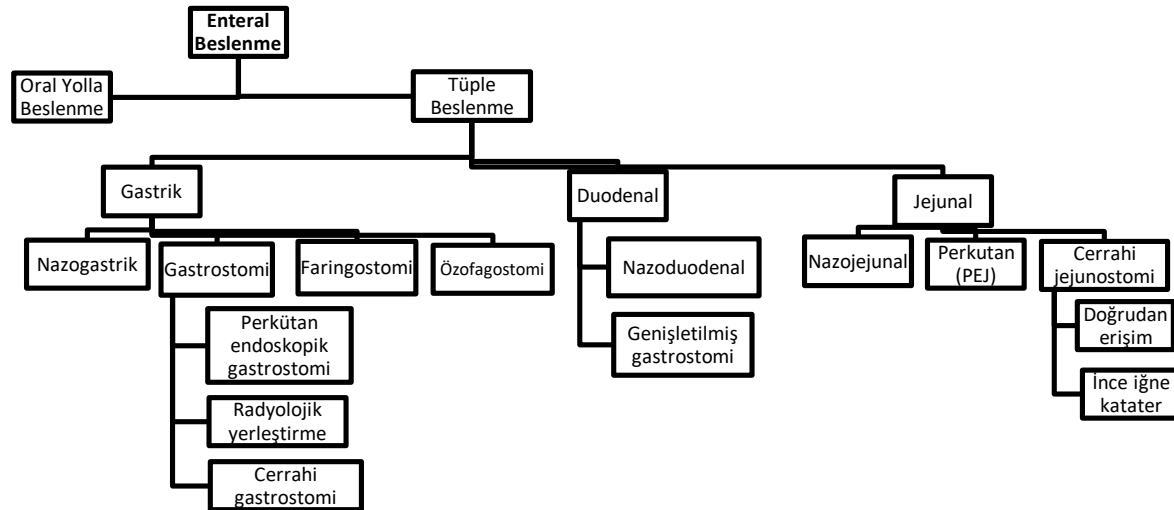 Enteral
Beslenme
Oral Yolla
Beslenme
Tüple
Beslenme
Gastrik
Duodenal
Jejunal
Nazogastrik
Gastrostomi
Faringostomi
Özofagostomi
Perkütan
endoskopik
gastrostomi
Radyolojik
yerleştirme
Cerrahi
gastrostomi
Nazoduodenal
Genişletilmiş
gastrostomi
Nazojejunal
Perkutan
(PEJ)
Cerrahi
jejunostomi
Doğrudan
erişim
İnce iğne
katater